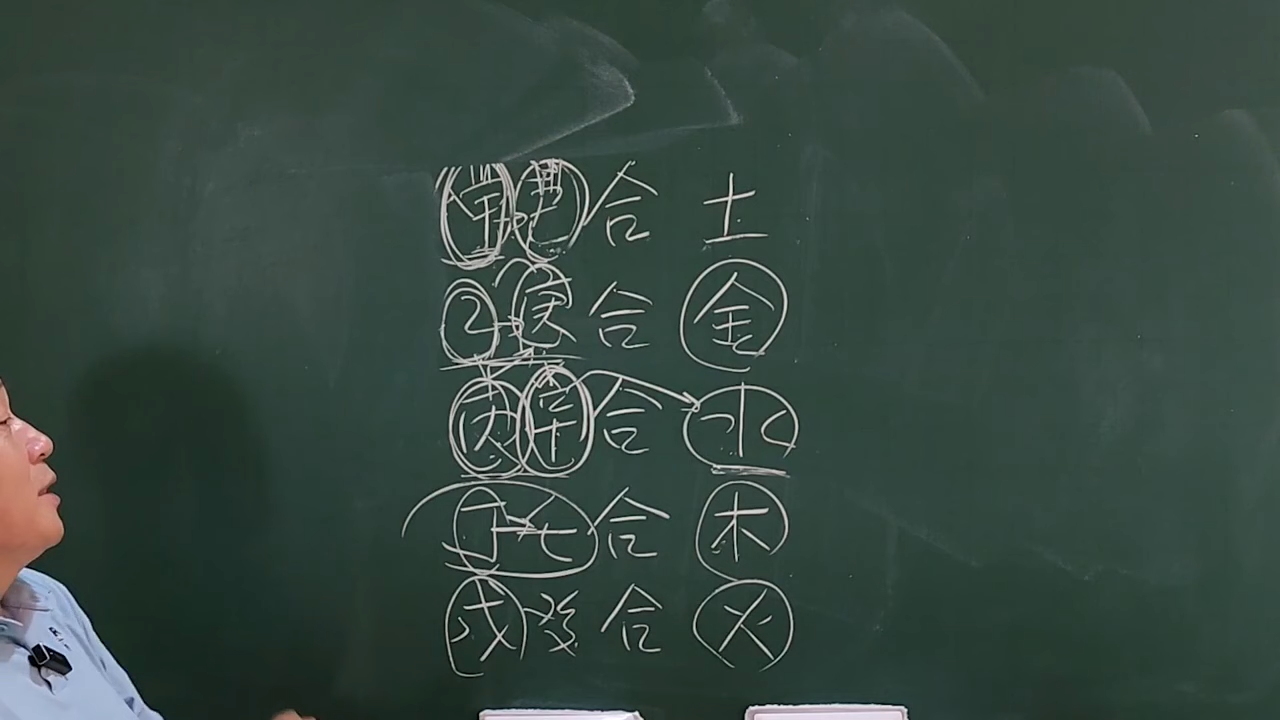 甲己合 土
乙庚合 金
丙辛合 水
丁壬合 木
戊癸合 火